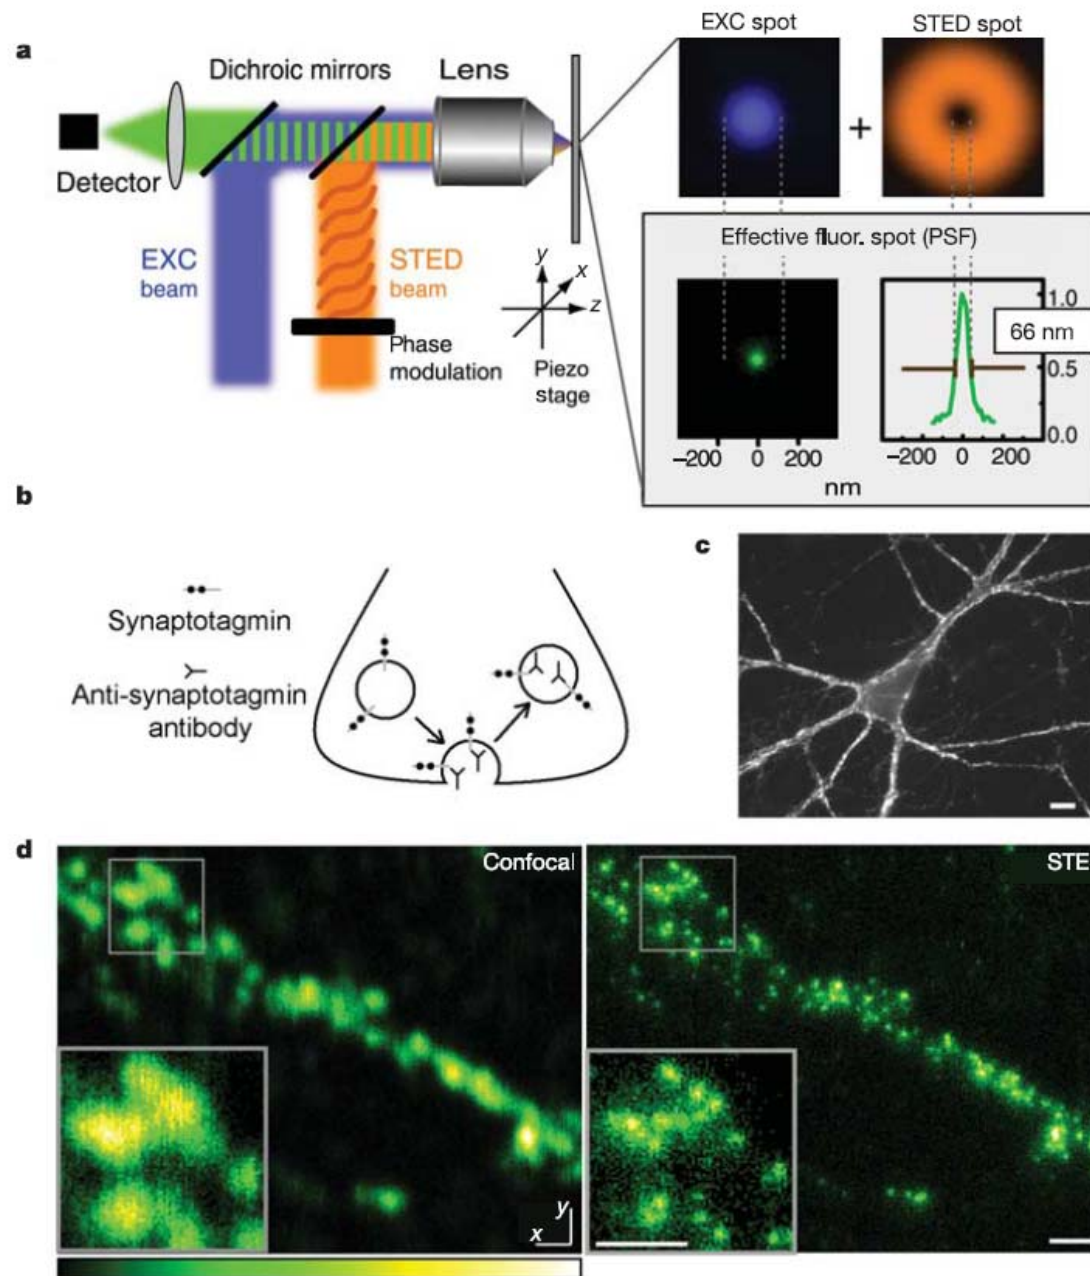 a
EXC spot
STED spot
Dichroic mirrors
Lens
+
Detector
Effective fluor. spot (PSF)
EXC
beam
STED
beam
y
x
z
Phase
modulation
Piezo
stage
1.0
66 nm
0.5
0.0
−200 0 200
−200 0 200
nm
b
c
Synaptotagmin
Anti-synaptotagmin
antibody
d
Confocal
STE
y
x